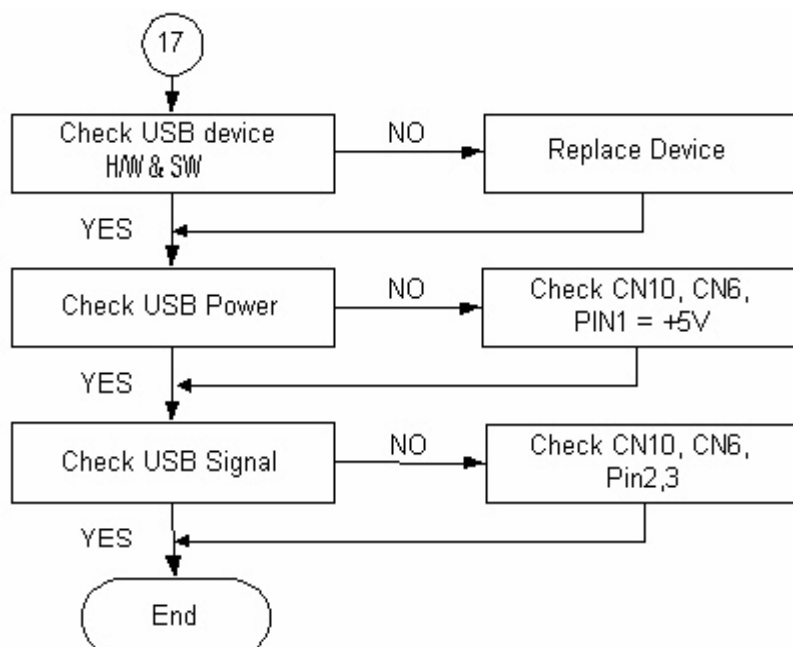 17
Check USB device
H/W & SW
NO
Replace Device
YES
Check USB Power
NO
Check CN10, CN6,
PIN1 = +5V
YES
Check USB Signal
NO
Check CN10, CN6,
Pin2,3
YES
End